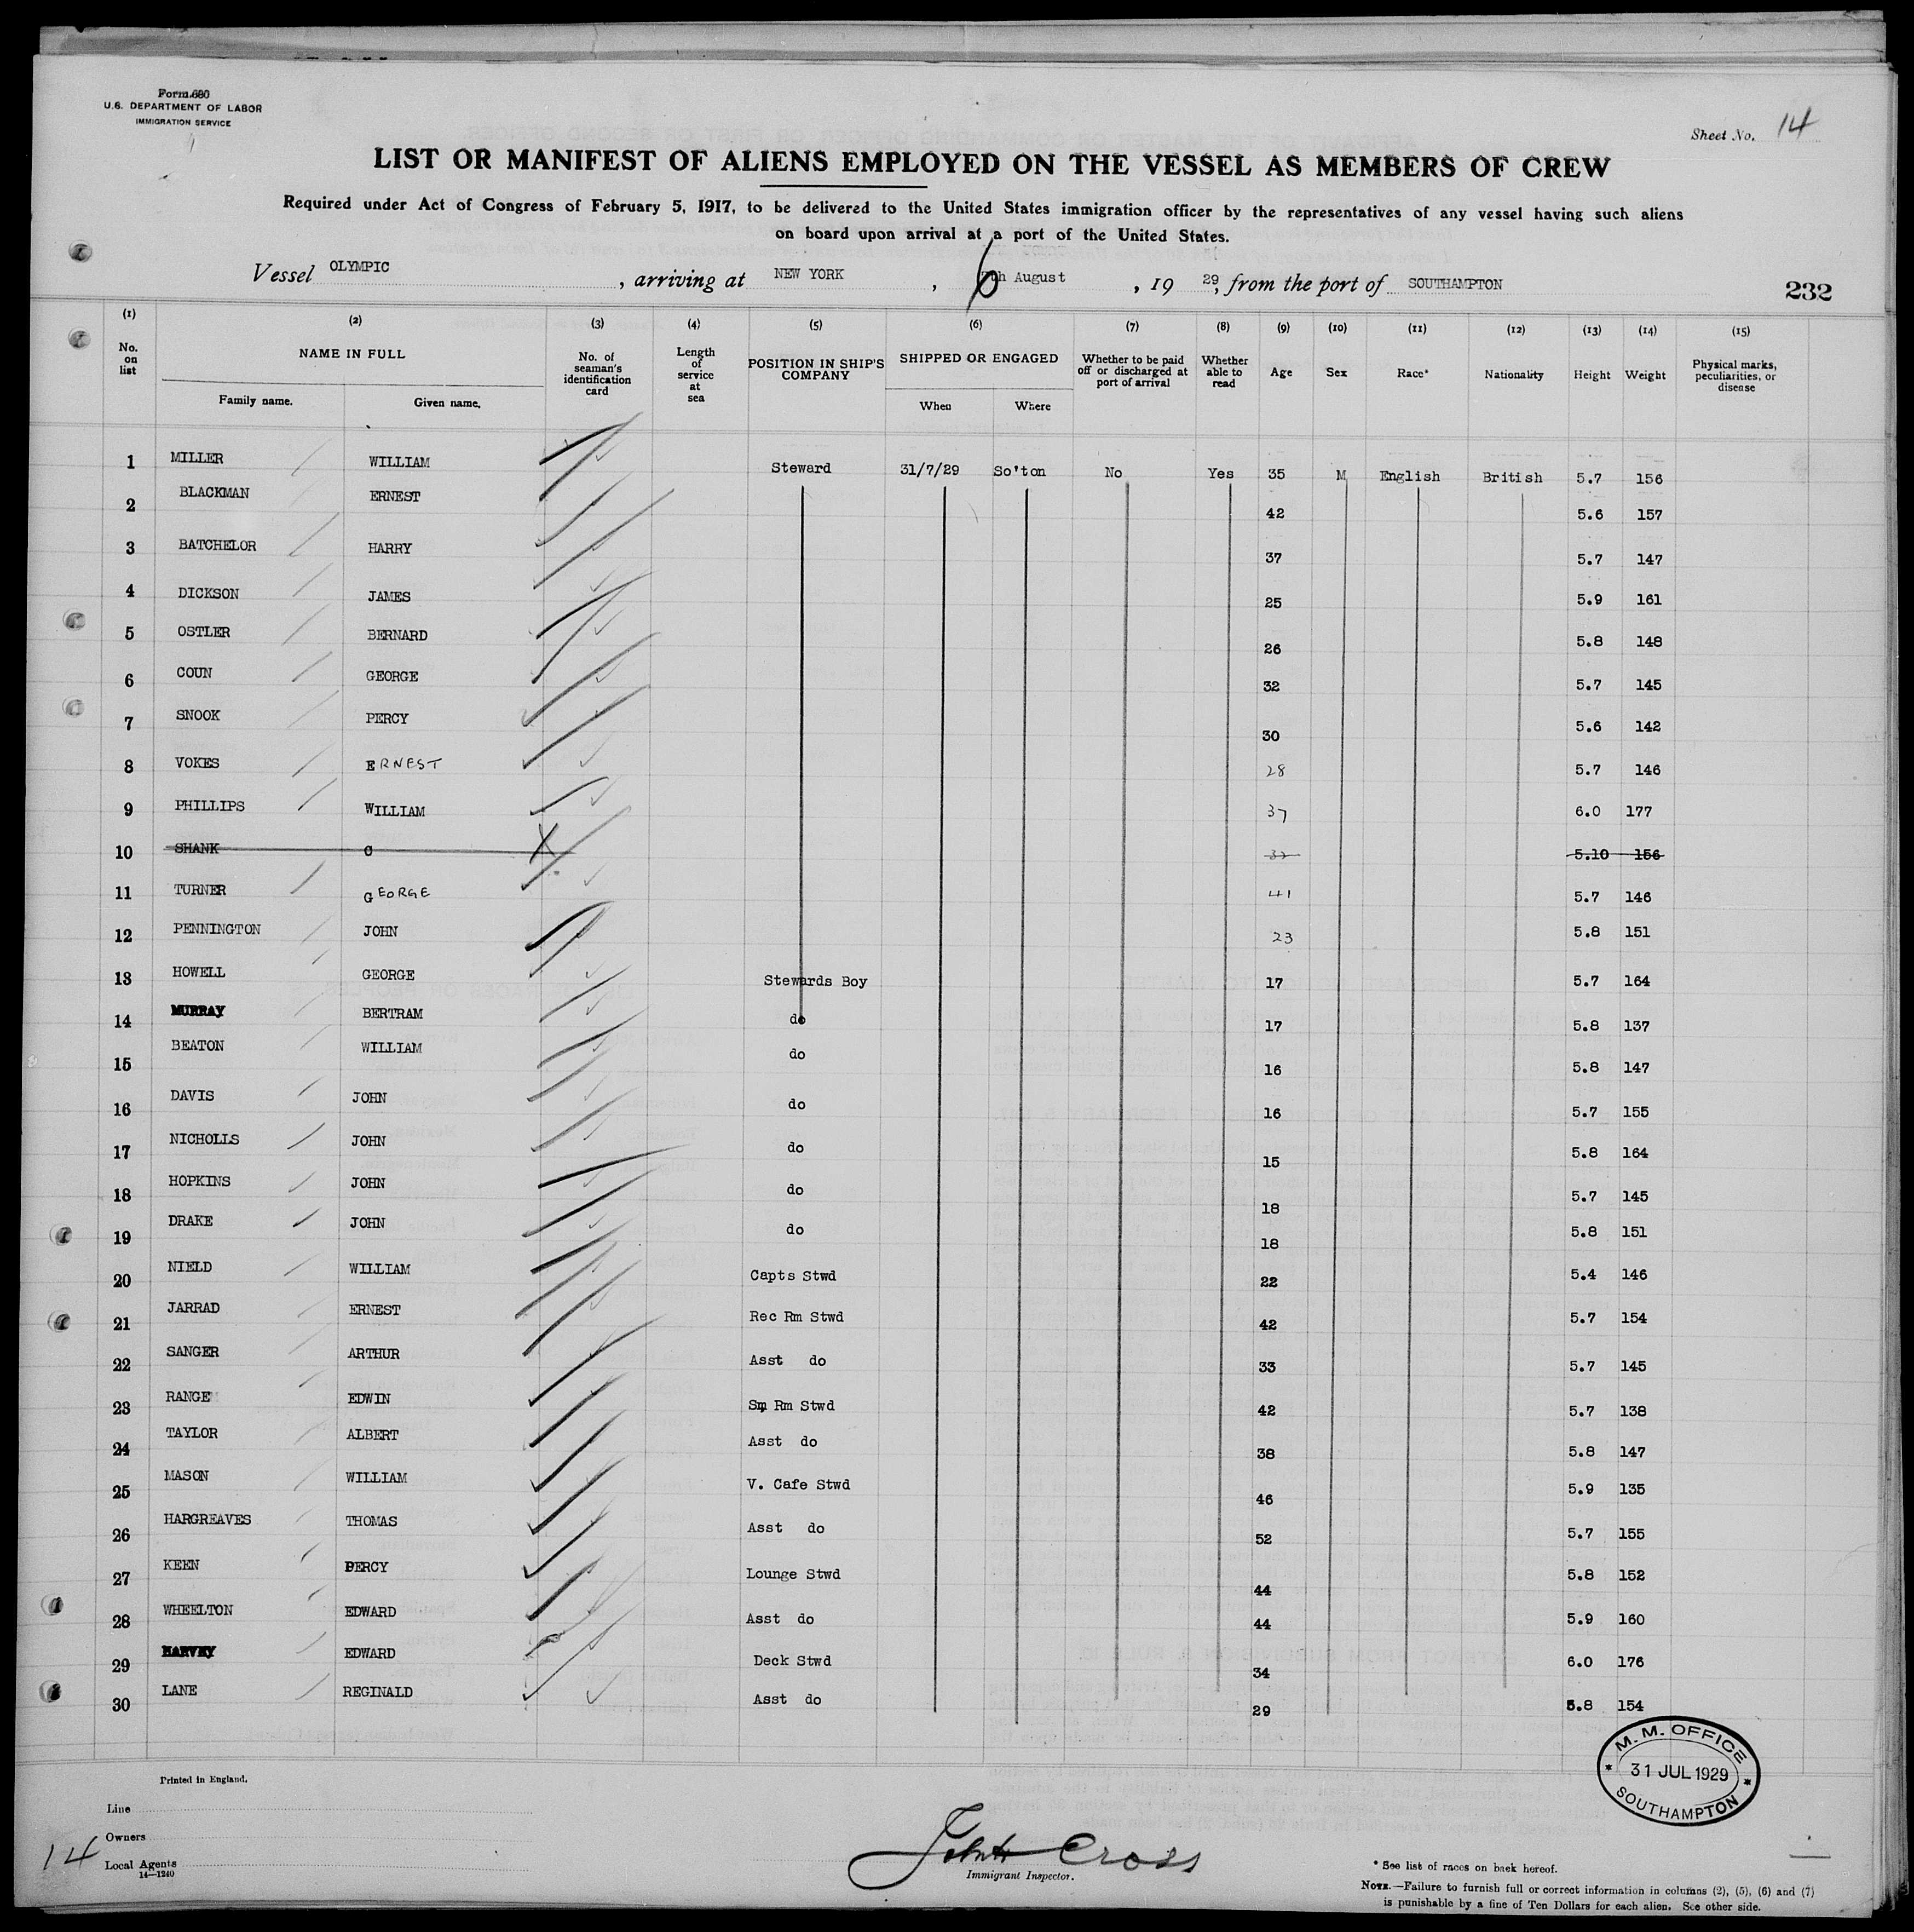 Form 680
U.S. DEPARTMENT OF LABOR
IMMIGRATION SERVICE
Sheet No. 14
LIST OR MANIFEST OF ALIENS EMPLOYED ON THE VESSEL AS MEMBERS OF CREW
Required under Act of Congress of February 5, 1917, to be delivered to the United States immigration officer by the representatives of any vessel having such aliens
on board upon arrival at a port of the United States.
Vessel OLYMPIC, arriving at NEW YORK, 6th August, 1929, from the port of SOUTHAMPTON 232
(1) (2) (3) (4) (5) (6) (7) (8) (9) (10) (11) (12) (13) (14) (15)
No. on list NAME IN FULL Family name. Given name. No. of seaman's identification card Length of service at sea POSITION IN SHIP'S COMPANY SHIPPED OR ENGAGED When Where Whether to be paid off or discharged at port of arrival Whether able to read Age Sex Race* Nationality Height Weight Physical marks, peculiarities, or disease
1 MILLER WILLIAM Steward 31/7/29 So'ton No Yes 35 M English British 5.7 156
2 BLACKMAN ERNEST 42 5.6 157
3 BATCHELOR HARRY 37 5.7 147
4 DICKSON JAMES 25 5.9 161
5 OSTLER BERNARD 26 5.8 148
6 COUN GEORGE 32 5.7 145
7 SNOOK PERCY 30 5.6 142
8 VOKES ERNEST 28 5.7 146
9 PHILLIPS WILLIAM 37 6.0 177
10 SHANK C X 32 5.10 156
11 TURNER GEORGE 41 5.7 146
12 PENNINGTON JOHN 23 5.8 151
13 HOWELL GEORGE Stewards Boy 17 5.7 164
14 MURRAY BERTRAM do 17 5.8 137
15 BEATON WILLIAM do 16 5.8 147
16 DAVIS JOHN do 16 5.7 155
17 NICHOLLS JOHN do 15 5.8 164
18 HOPKINS JOHN do 18 5.7 145
19 DRAKE JOHN do 18 5.8 151
20 NIELD WILLIAM Capts Stwd 22 5.4 146
21 JARRAD ERNEST Rec Rm Stwd 42 5.7 154
22 SANGER ARTHUR Asst do 33 5.7 145
23 RANGE EDWIN Sm Rm Stwd 42 5.7 138
24 TAYLOR ALBERT Asst do 38 5.8 147
25 MASON WILLIAM V. Cafe Stwd 46 5.9 135
26 HARGREAVES THOMAS Asst do 52 5.7 155
27 KEEN PERCY Lounge Stwd 44 5.8 152
28 WHEELTON EDWARD Asst do 44 5.9 160
29 HARVEY EDWARD Deck Stwd 34 6.0 176
30 LANE REGINALD Asst do 29 5.8 154
M. M. OFFICE
* 31 JUL 1929 *
SOUTHAMPTON
Printed in England.
Line
Owners
Local Agents
14—1240
14
John Cross
Immigrant Inspector.
* See list of races on back hereof.
NOTE.—Failure to furnish full or correct information in columns (2), (5), (6) and (7)
is punishable by a fine of Ten Dollars for each alien. See other side.